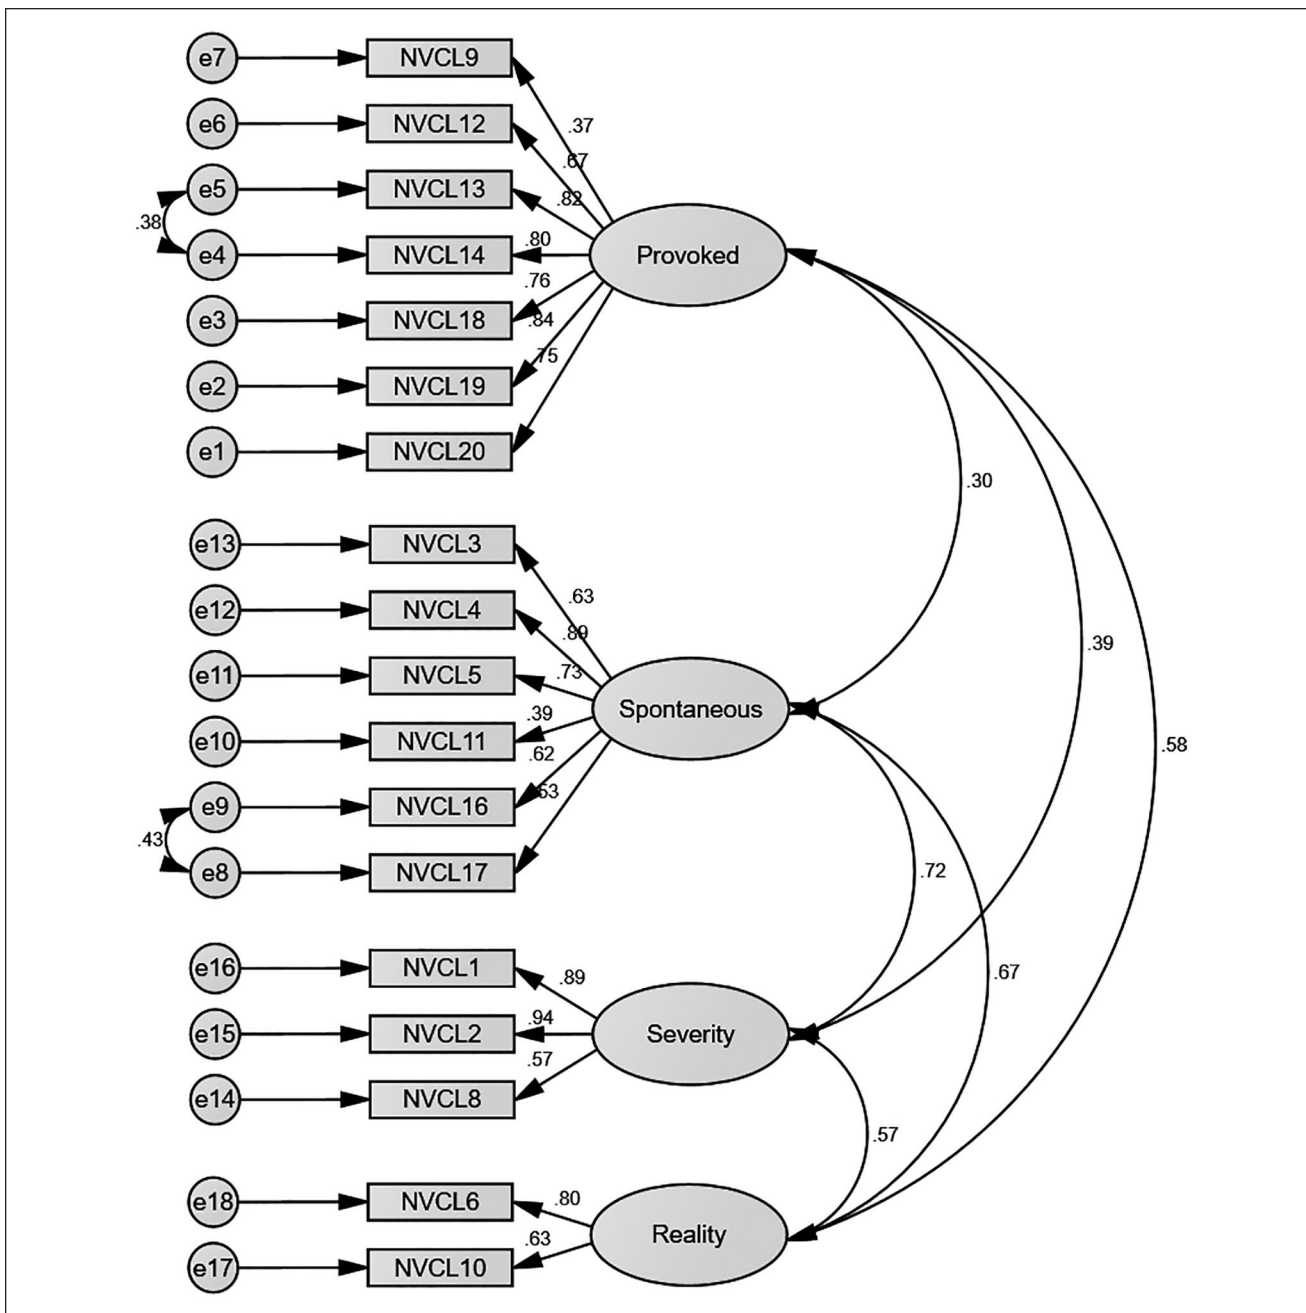 e7 NVCL9
.37
e6 NVCL12
.67
e5 NVCL13
.82
.38
e4 NVCL14
.80
Provoked
.76
e3 NVCL18
.84
.75
e2 NVCL19
e1 NVCL20
.30
e13 NVCL3
.63
e12 NVCL4
.89
.39
e11 NVCL5
.73
Spontaneous
.39
e10 NVCL11
.58
.62
.53
e9 NVCL16
.43
e8 NVCL17
.72
e16 NVCL1
.89
.67
e15 NVCL2
.94
Severity
.57
e14 NVCL8
.57
e18 NVCL6
.80
Reality
.63
e17 NVCL10